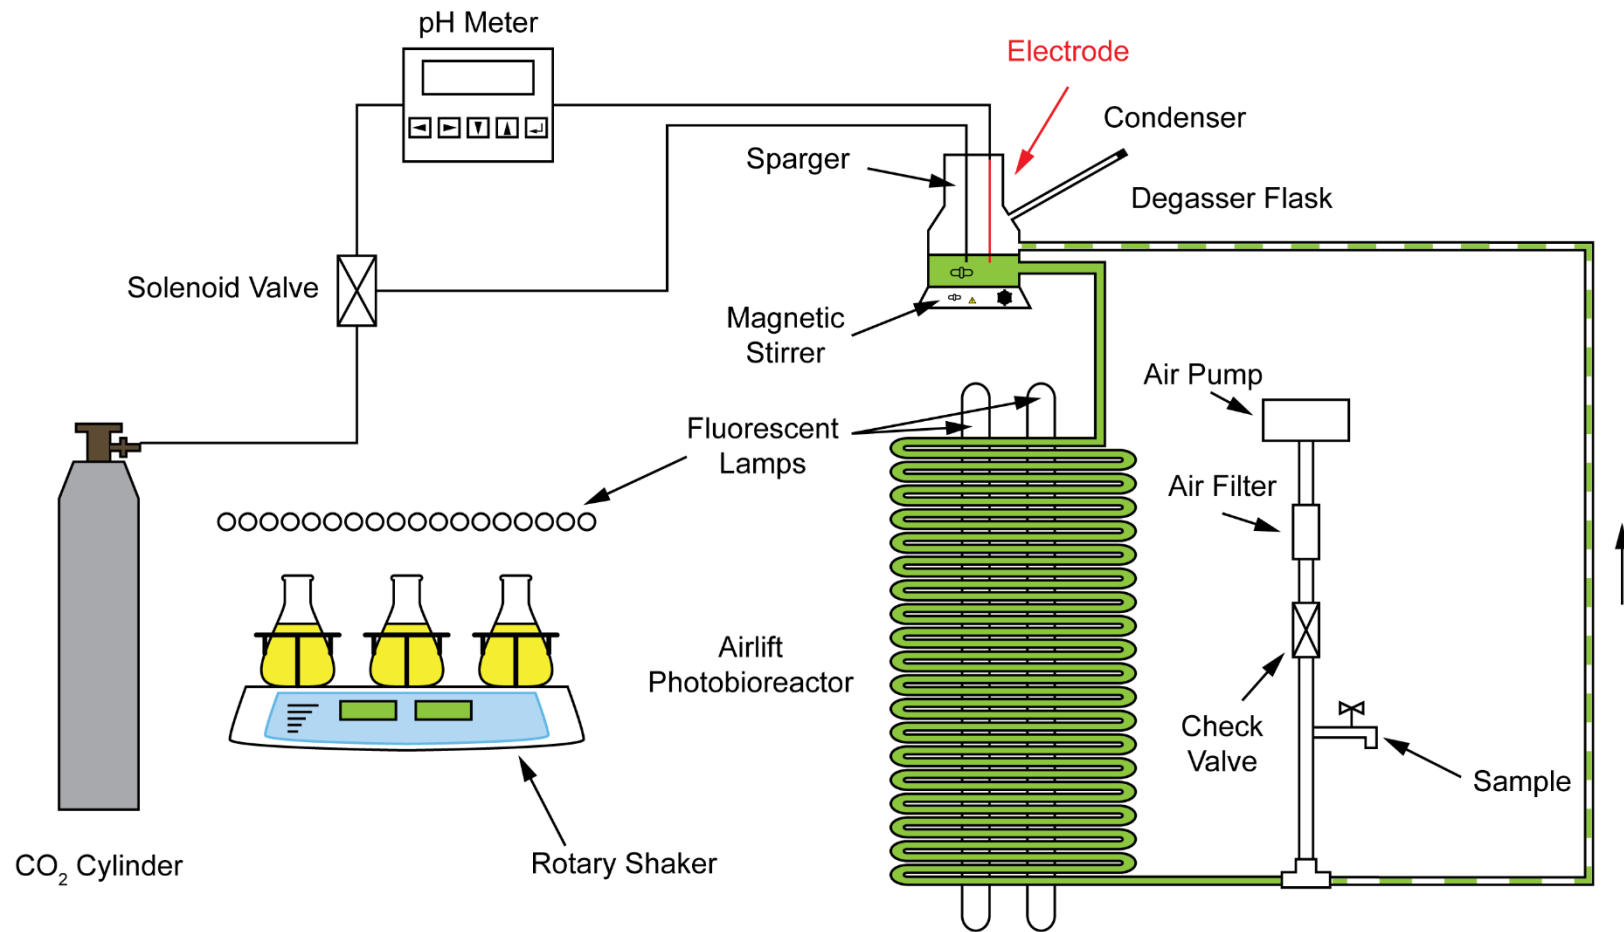 pH Meter
Electrode
Condenser
Sparger
Degasser Flask
Solenoid Valve
Magnetic
Stirrer
Air Pump
Fluorescent
Lamps
Air Filter
Airlift
Photobioreactor
Check
Valve
Sample
Rotary Shaker
CO₂ Cylinder